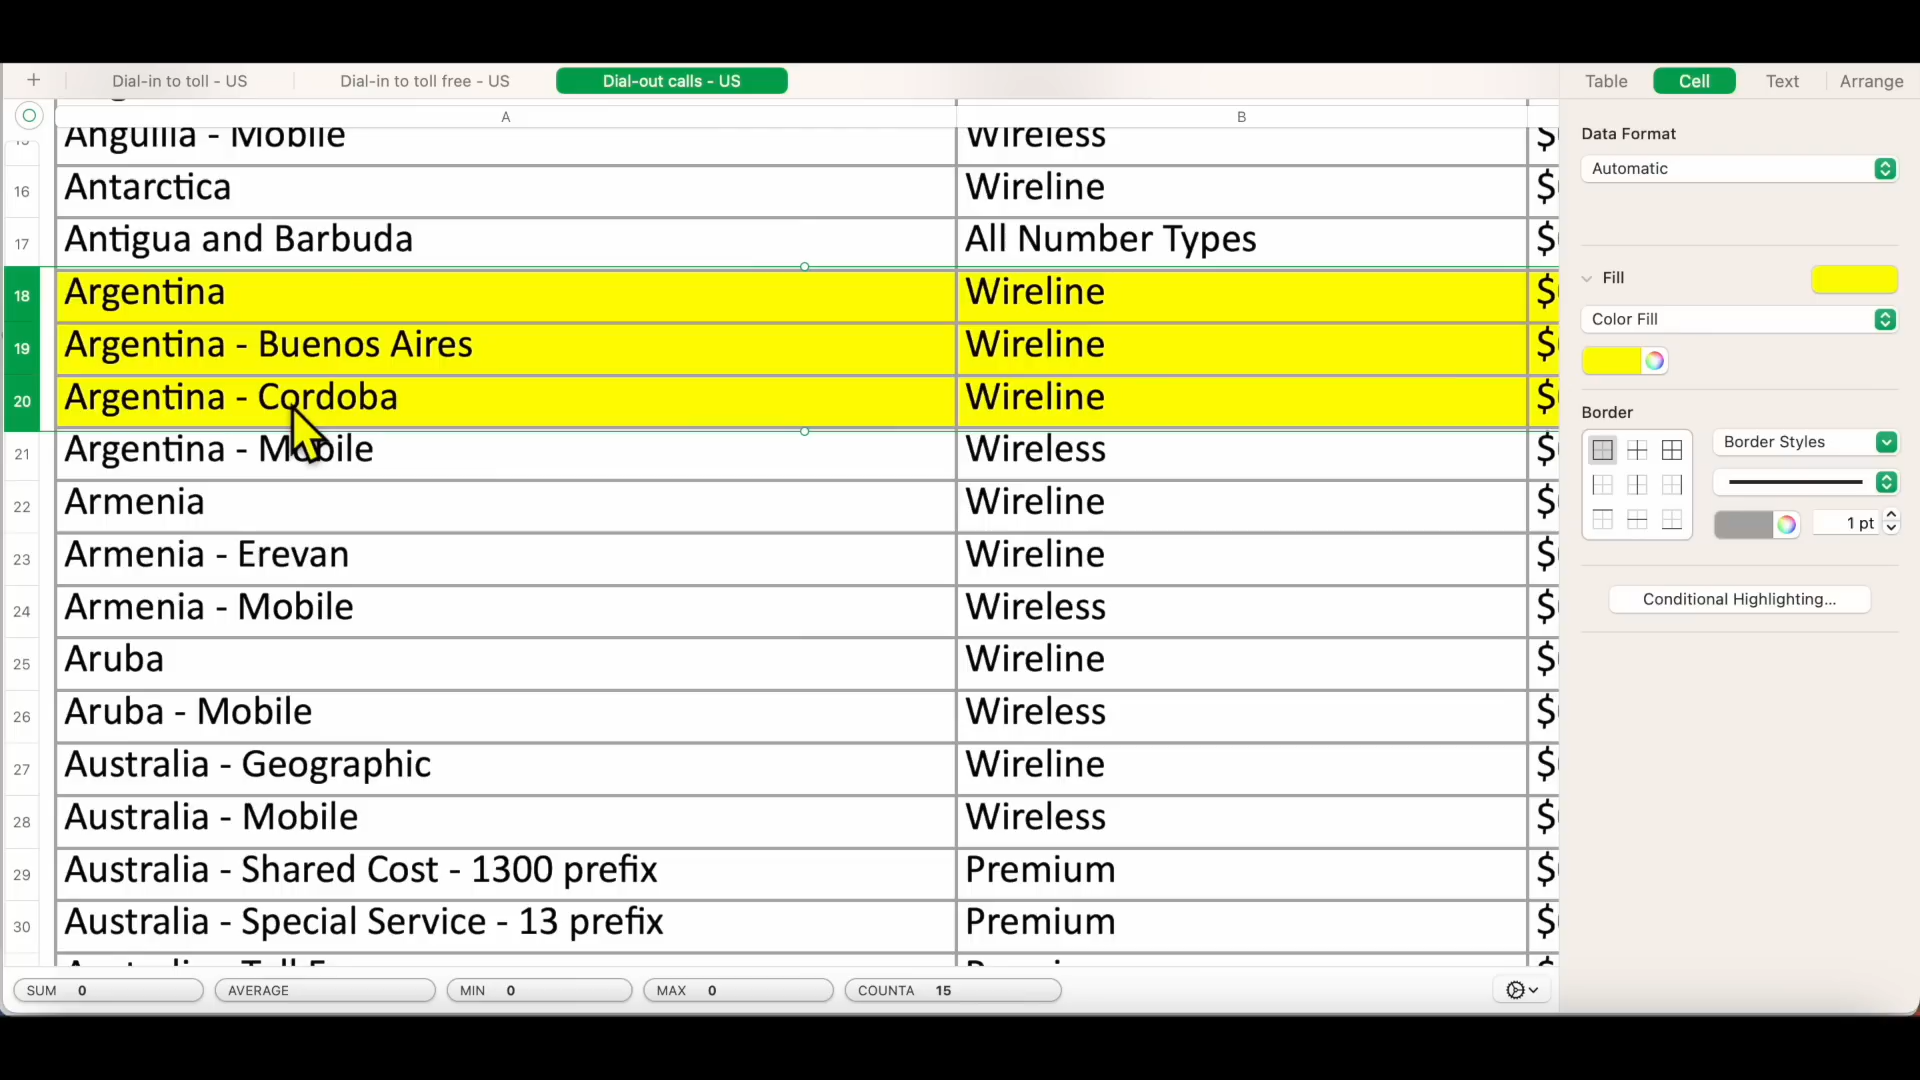 Dial-in to toll - US
Dial-in to toll free - US
Dial-out calls - US
Table
Cell
Text
Arrange
A
B
Anguilla - Mobile
Wireless
$
16
Antarctica
Wireline
$
17
Antigua and Barbuda
All Number Types
$
18
Argentina
Wireline
$
19
Argentina - Buenos Aires
Wireline
$
20
Argentina - Cordoba
Wireline
$
21
Argentina - Mobile
Wireless
$
22
Armenia
Wireline
$
23
Armenia - Erevan
Wireline
$
24
Armenia - Mobile
Wireless
$
25
Aruba
Wireline
$
26
Aruba - Mobile
Wireless
$
27
Australia - Geographic
Wireline
$
28
Australia - Mobile
Wireless
$
29
Australia - Shared Cost - 1300 prefix
Premium
$
30
Australia - Special Service - 13 prefix
Premium
$
SUM 0
AVERAGE
MIN 0
MAX 0
COUNTA 15
Data Format
Automatic
Fill
Color Fill
Border
Border Styles
1 pt
Conditional Highlighting...